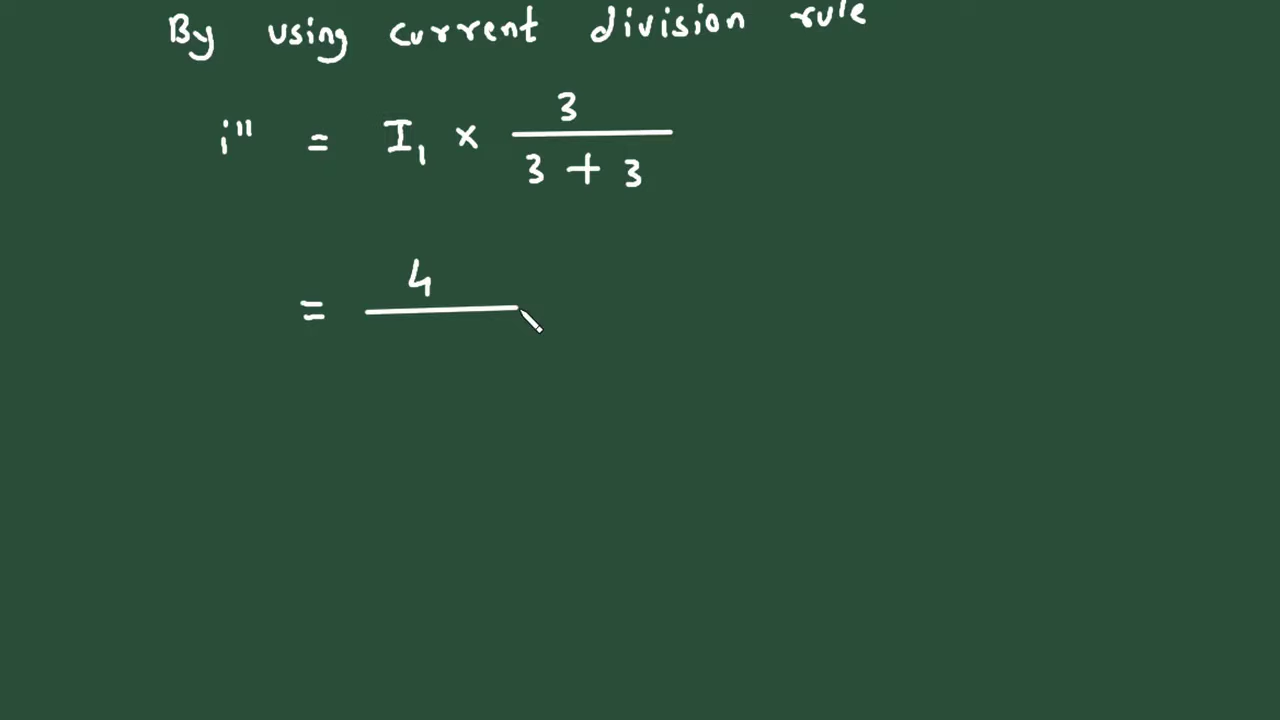 By using current division rule
i'' = I₁ × 3 / (3 + 3)
= 4 /